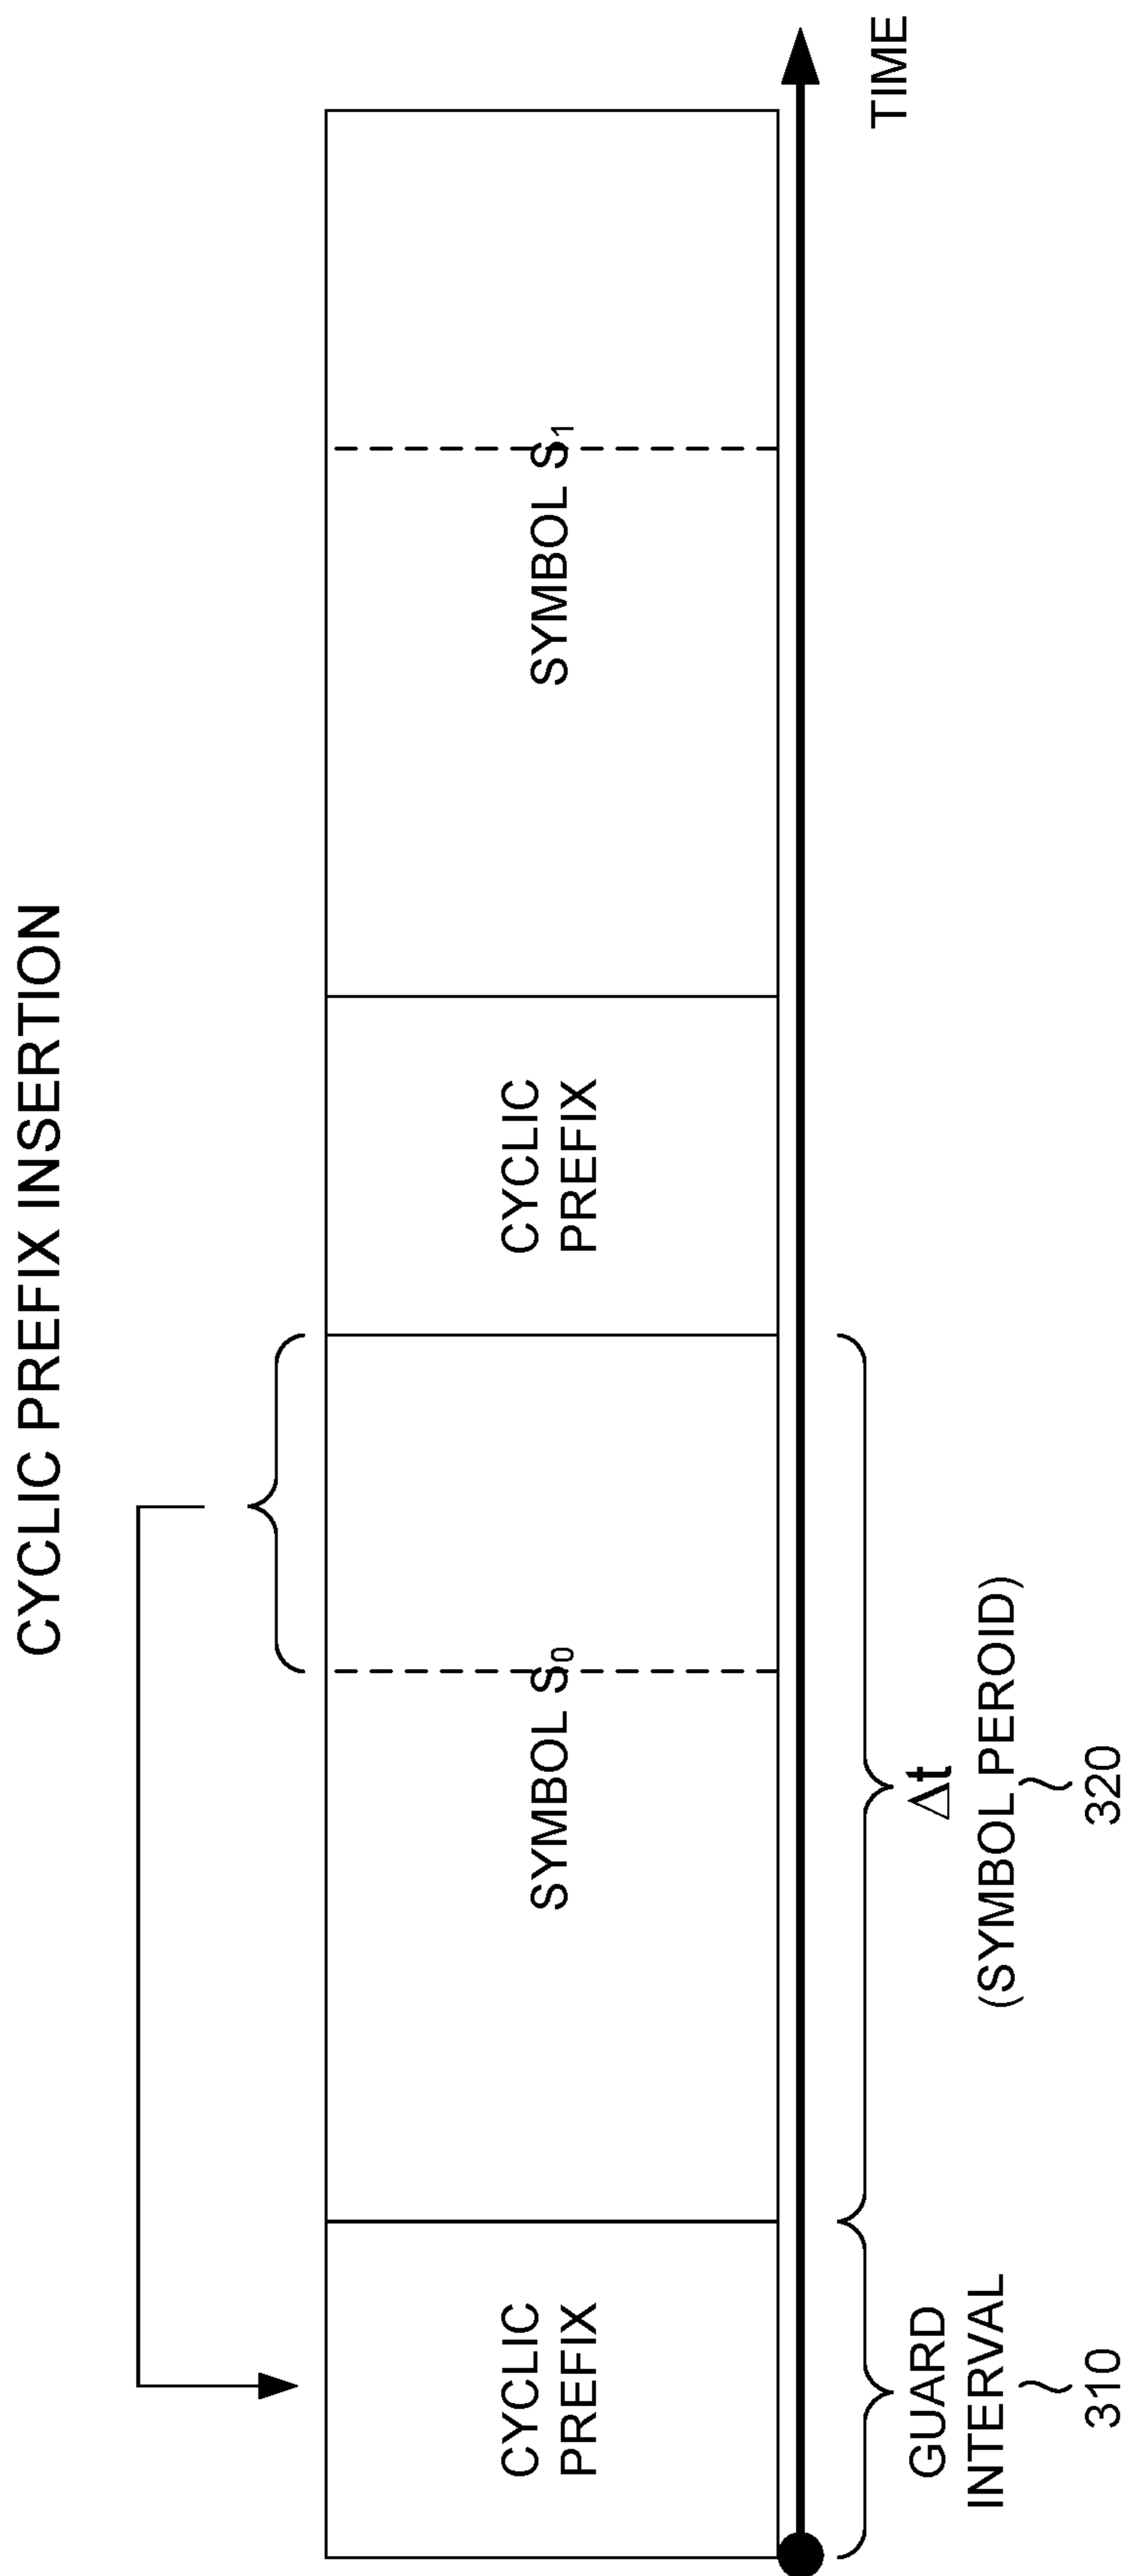 CYCLIC PREFIX INSERTION
CYCLIC
PREFIX
SYMBOL S₀
CYCLIC
PREFIX
SYMBOL S₁
TIME
GUARD
INTERVAL
310
Δt
(SYMBOL PEROID)
320